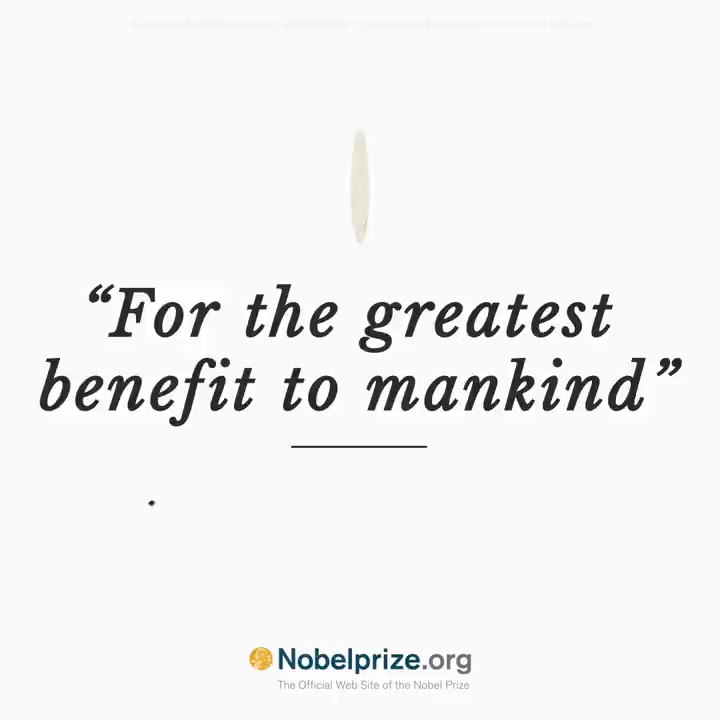 “For the greatest
benefit to mankind”
Nobelprize.org
The Official Web Site of the Nobel Prize